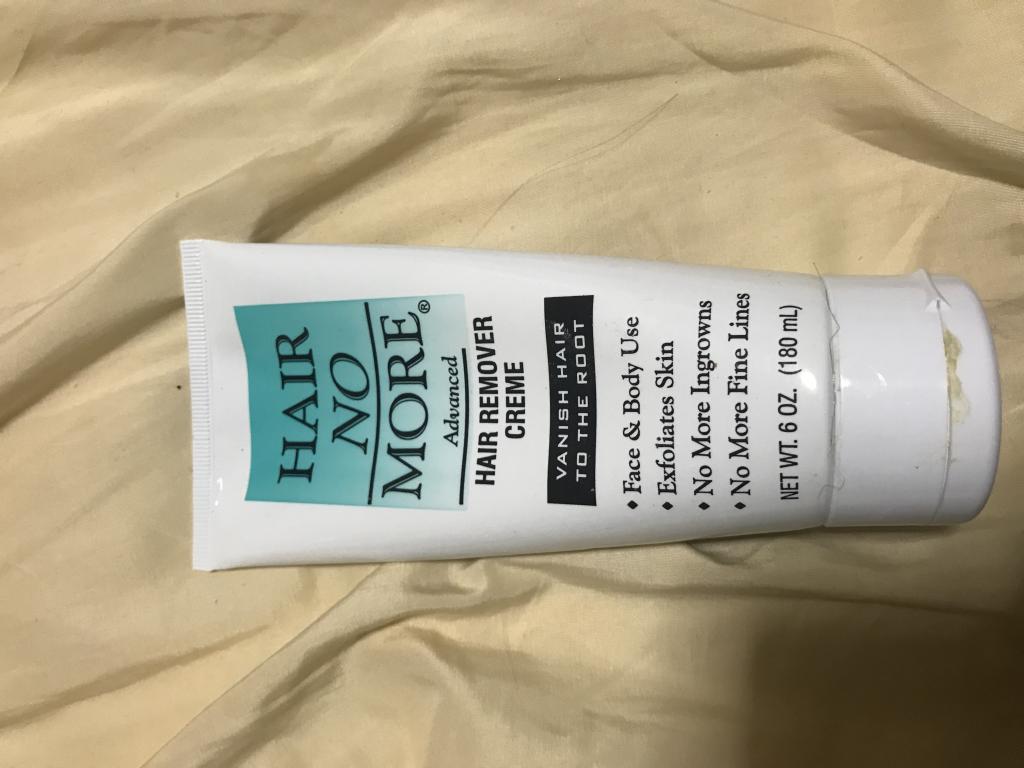 HAIR
NO
MORE®
Advanced
HAIR REMOVER
CREME
VANISH HAIR
TO THE ROOT
♦ Face & Body Use
♦ Exfoliates Skin
♦ No More Ingrowns
♦ No More Fine Lines
NET WT. 6 OZ. (180 mL)